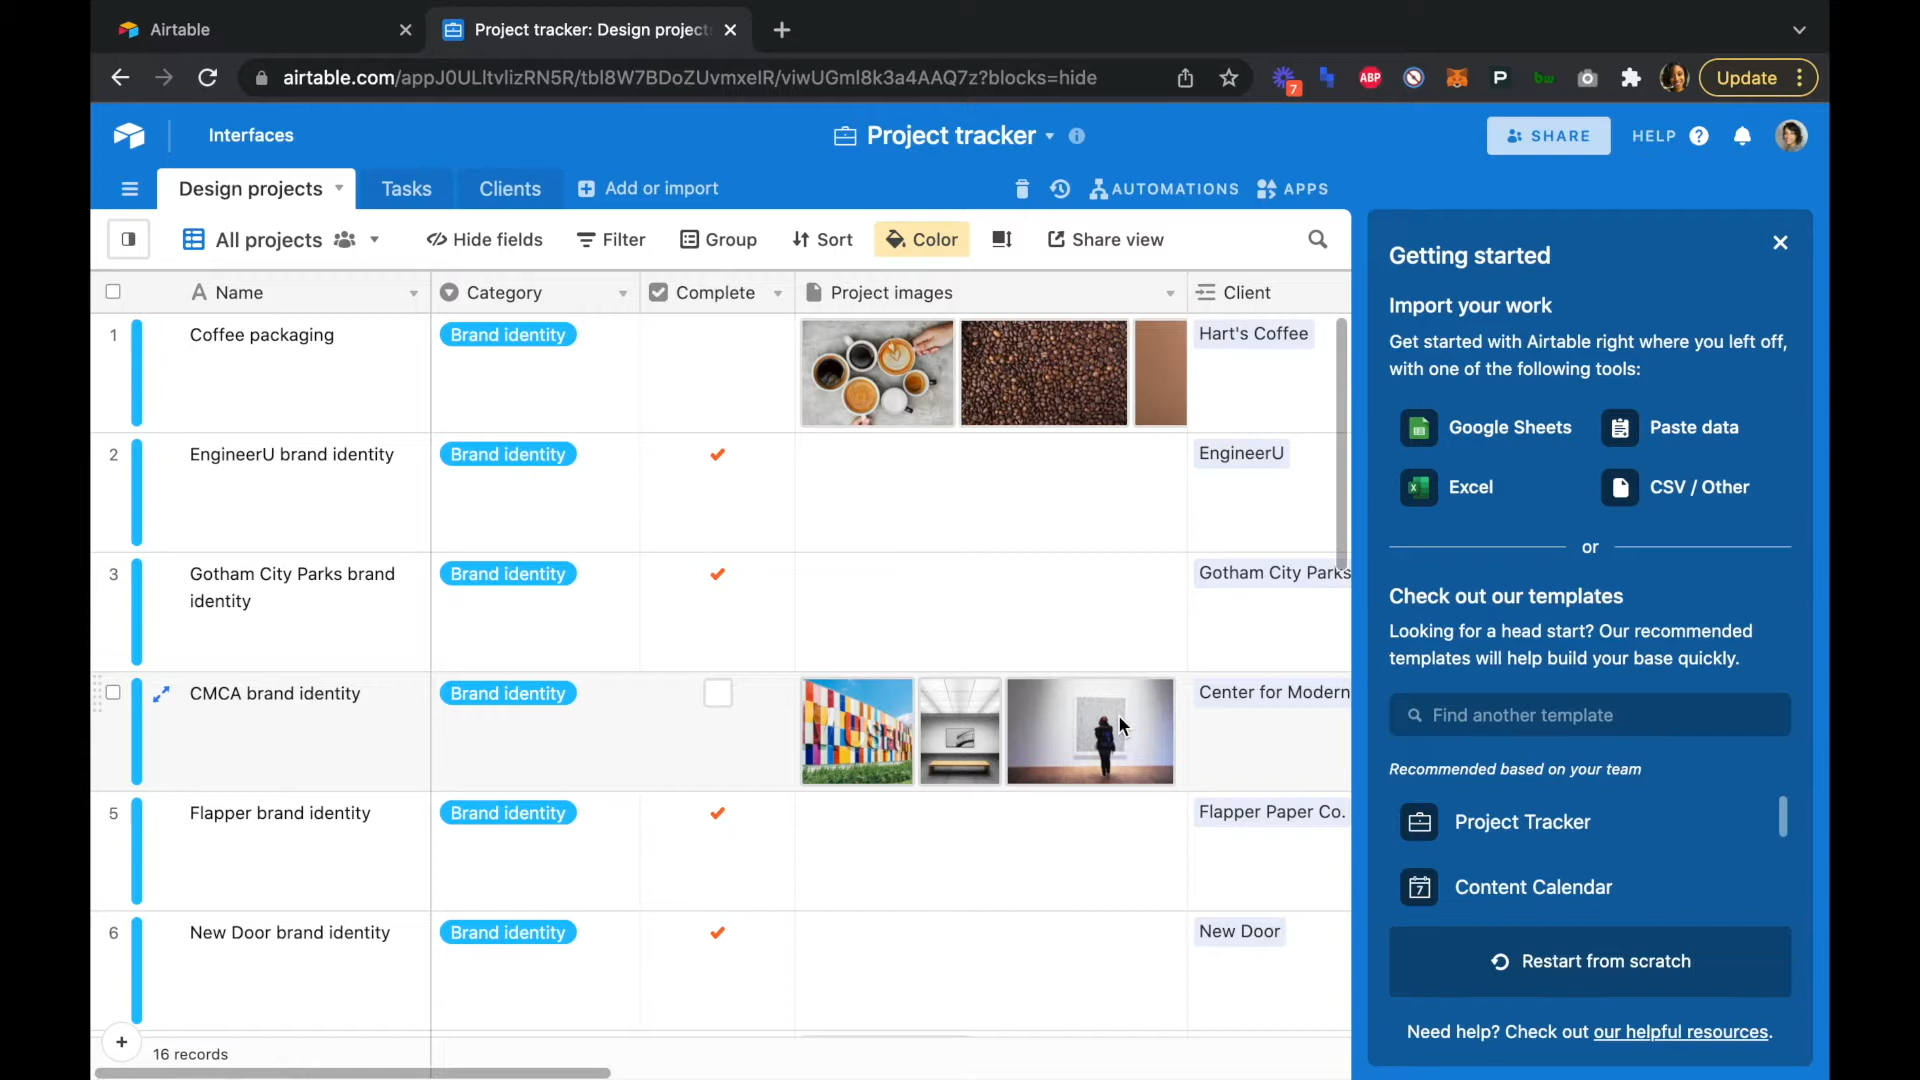 Airtable
Project tracker: Design project
airtable.com/appJ0ULltvlizRN5R/tbl8W7BDoZUvmxelR/viwUGml8k3a4AAQ7z?blocks=hide
7
ABP
P
bw
Update
Interfaces
Project tracker
SHARE
HELP
Design projects
Tasks
Clients
Add or import
AUTOMATIONS
APPS
All projects
Hide fields
Filter
Group
Sort
Color
Share view
Name
Category
Complete
Project images
Client
1
Coffee packaging
Brand identity
Hart's Coffee
2
EngineerU brand identity
Brand identity
EngineerU
3
Gotham City Parks brand
identity
Brand identity
Gotham City Parks
CMCA brand identity
Brand identity
Center for Modern
5
Flapper brand identity
Brand identity
Flapper Paper Co.
6
New Door brand identity
Brand identity
New Door
16 records
Getting started
Import your work
Get started with Airtable right where you left off,
with one of the following tools:
Google Sheets
Paste data
Excel
CSV / Other
or
Check out our templates
Looking for a head start? Our recommended
templates will help build your base quickly.
Find another template
Recommended based on your team
Project Tracker
7
Content Calendar
Restart from scratch
Need help? Check out our helpful resources.